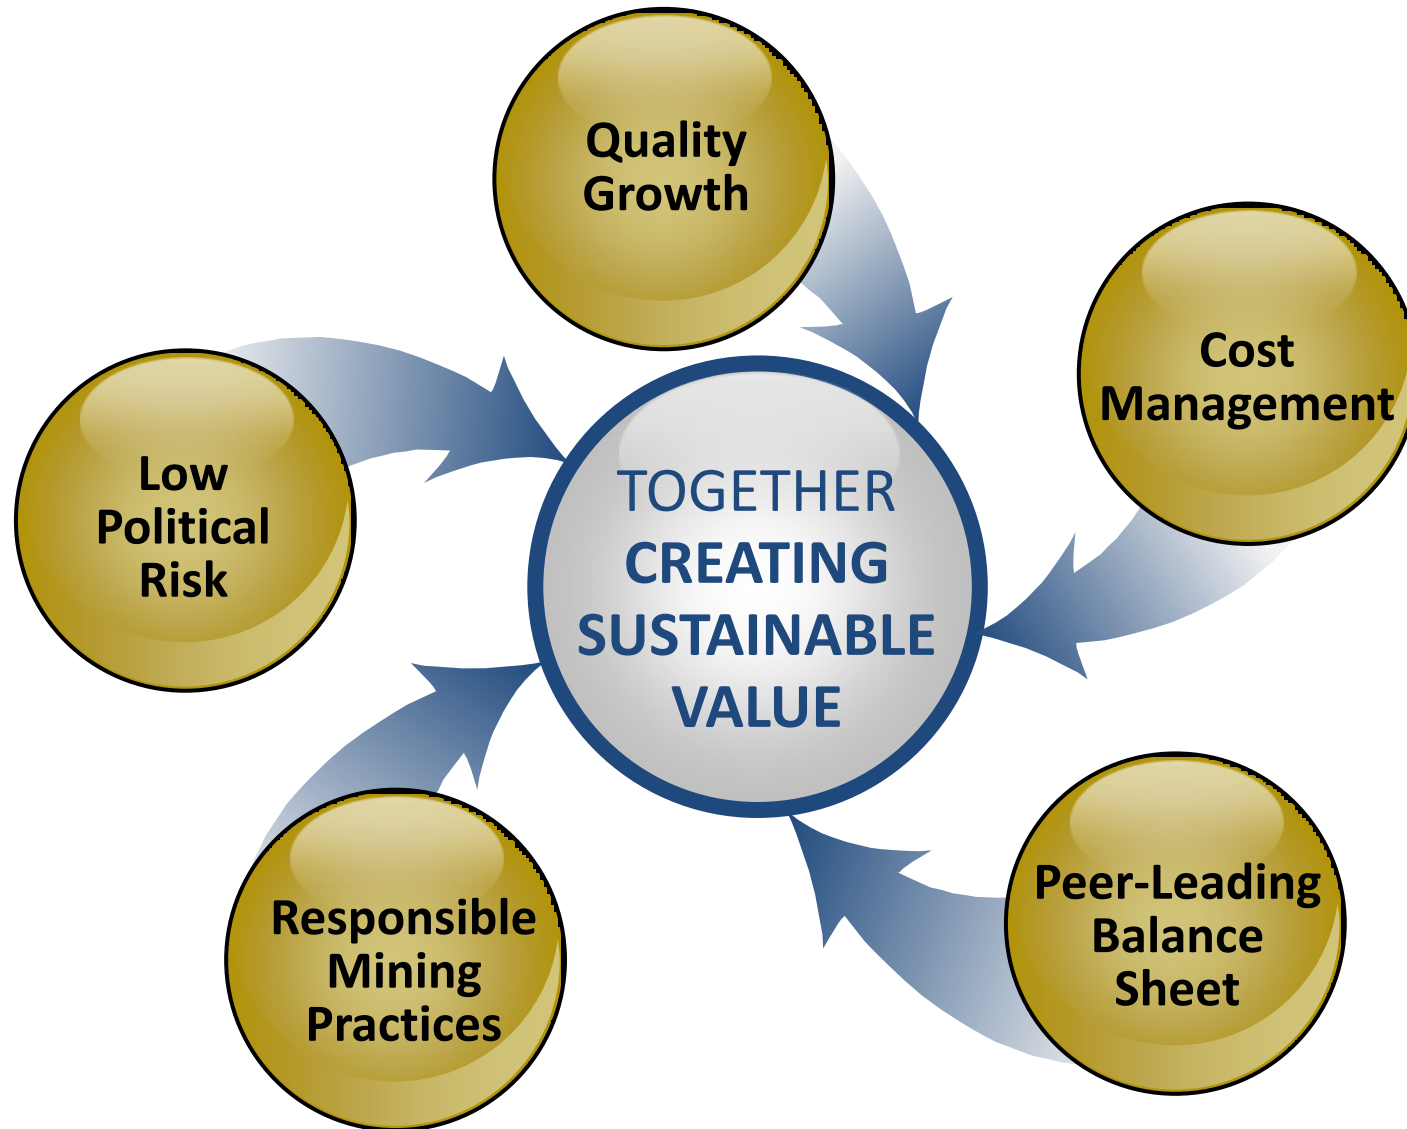 Quality
Growth
Cost
Management
Low
Political
Risk
TOGETHER
CREATING
SUSTAINABLE
VALUE
Responsible
Mining
Practices
Peer-Leading
Balance
Sheet